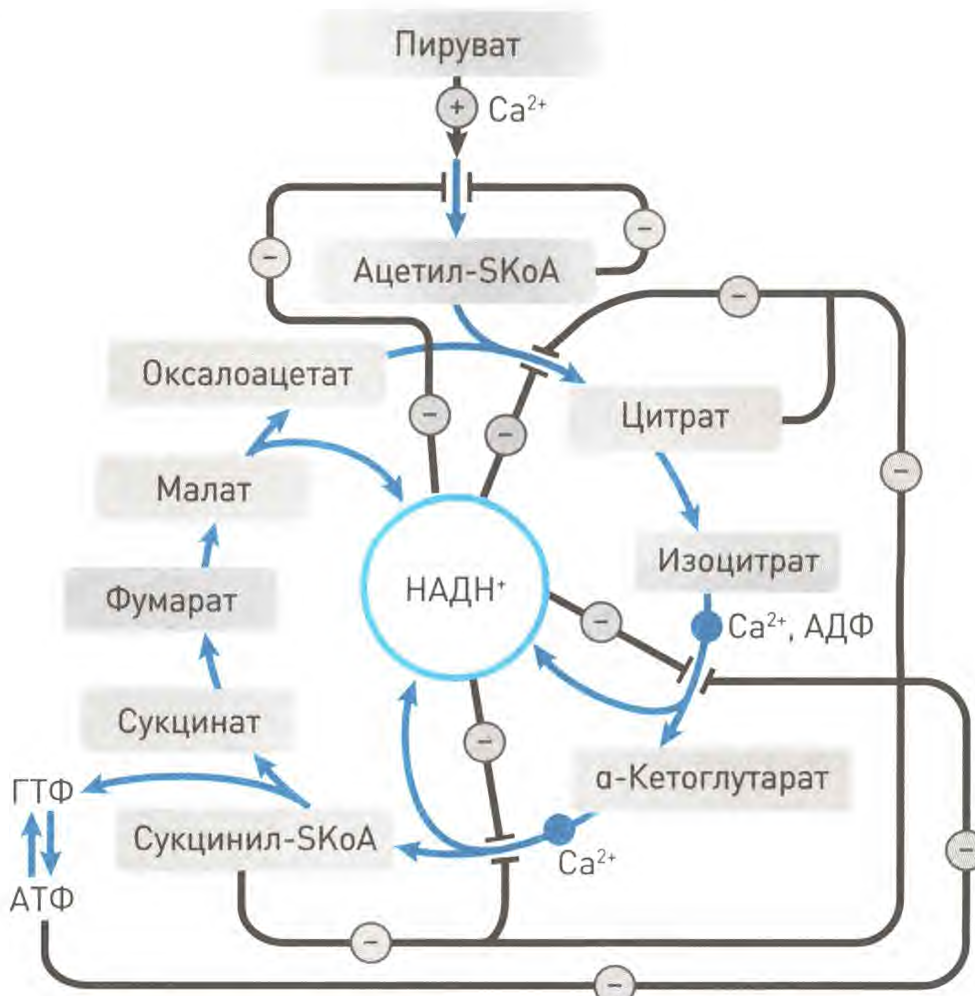 Пируват
+ Ca²⁺
−
−
Ацетил-SKoA
−
Оксалоацетат
−
−
Цитрат
Малат
−
Изоцитрат
НАДН⁺
Фумарат
−
Ca²⁺, АДФ
Сукцинат
−
α-Кетоглутарат
ГТФ
Сукцинил-SKoA
Ca²⁺
−
АТФ
−
−